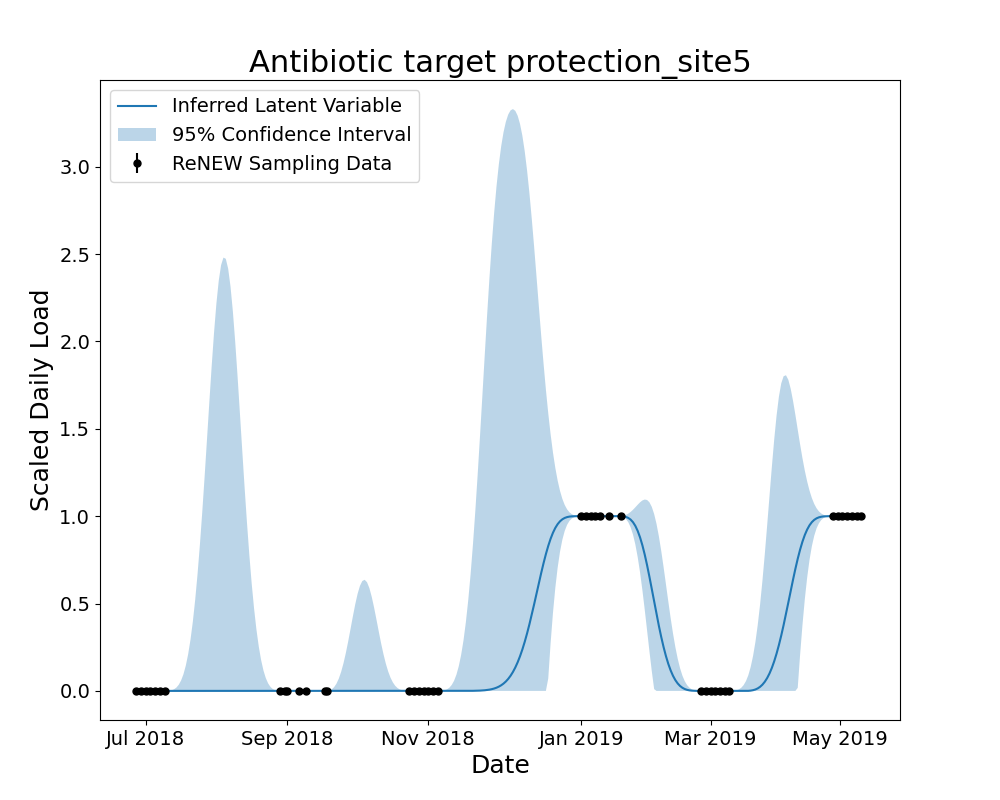 Antibiotic target protection_site5
Inferred Latent Variable
95% Confidence Interval
ReNEW Sampling Data
3.0
2.5
2.0
1.5
1.0
0.5
0.0
Scaled Daily Load
Jul 2018 Sep 2018 Nov 2018 Jan 2019 Mar 2019 May 2019
Date